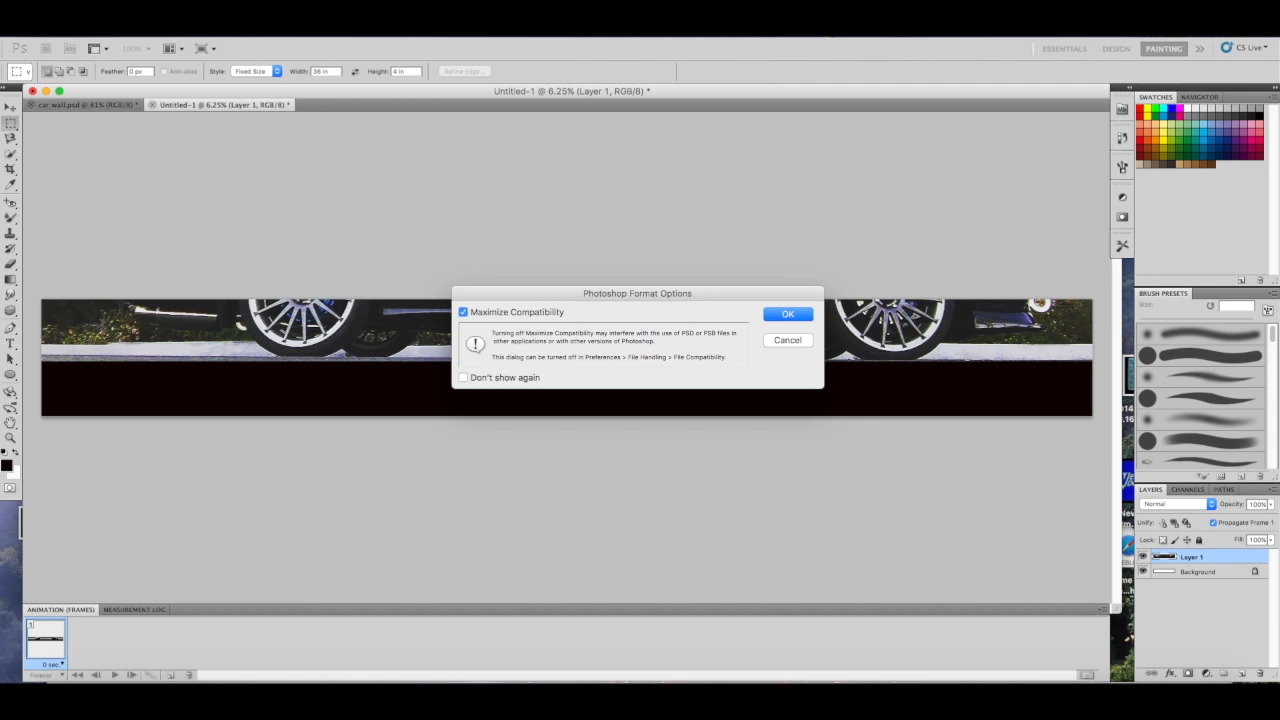 Ps Br Mb 100% ESSENTIALS DESIGN PAINTING CS Live
Feather: 0 px Anti-alias Style: Fixed Size Width: 36 in Height: 4 in Refine Edge...
Untitled-1 @ 6.25% (Layer 1, RGB/8) *
car wall.psd @ 81% (RGB/8) * Untitled-1 @ 6.25% (Layer 1, RGB/8) *
SWATCHES NAVIGATOR
Photoshop Format Options
Maximize Compatibility
OK
Turning off Maximize Compatibility may interfere with the use of PSD or PSB files in
other applications or with other versions of Photoshop.
Cancel
This dialog can be turned off in Preferences > File Handling > File Compatibility.
Don't show again
BRUSH PRESETS
Size:
LAYERS CHANNELS PATHS
Normal Opacity: 100%
Unify: Propagate Frame 1
Lock: Fill: 100%
Layer 1
Background
ANIMATION (FRAMES) MEASUREMENT LOG
1
0 sec.
Forever